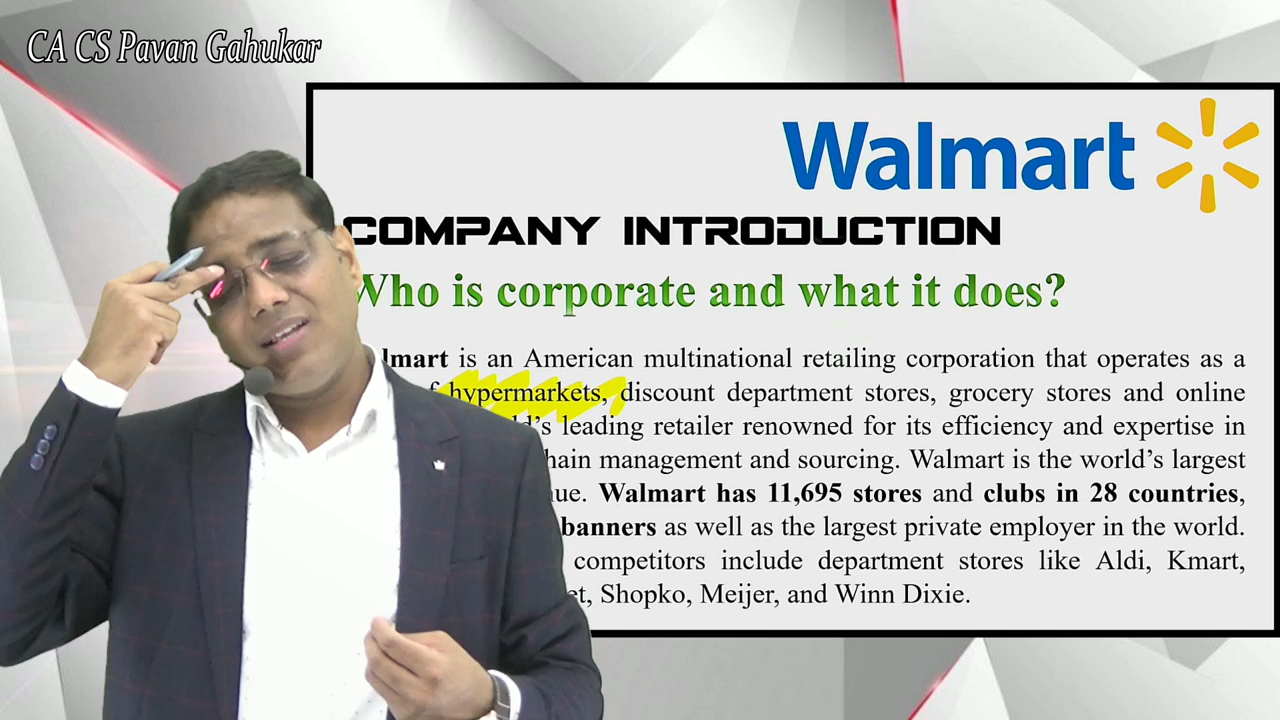 CA CS Pavan Gahukar
Walmart
COMPANY INTRODUCTION
Who is corporate and what it does?
lmart is an American multinational retailing corporation that operates as a
f hypermarkets, discount department stores, grocery stores and online
ld's leading retailer renowned for its efficiency and expertise in
hain management and sourcing. Walmart is the world's largest
nue. Walmart has 11,695 stores and clubs in 28 countries,
banners as well as the largest private employer in the world.
competitors include department stores like Aldi, Kmart,
et, Shopko, Meijer, and Winn Dixie.